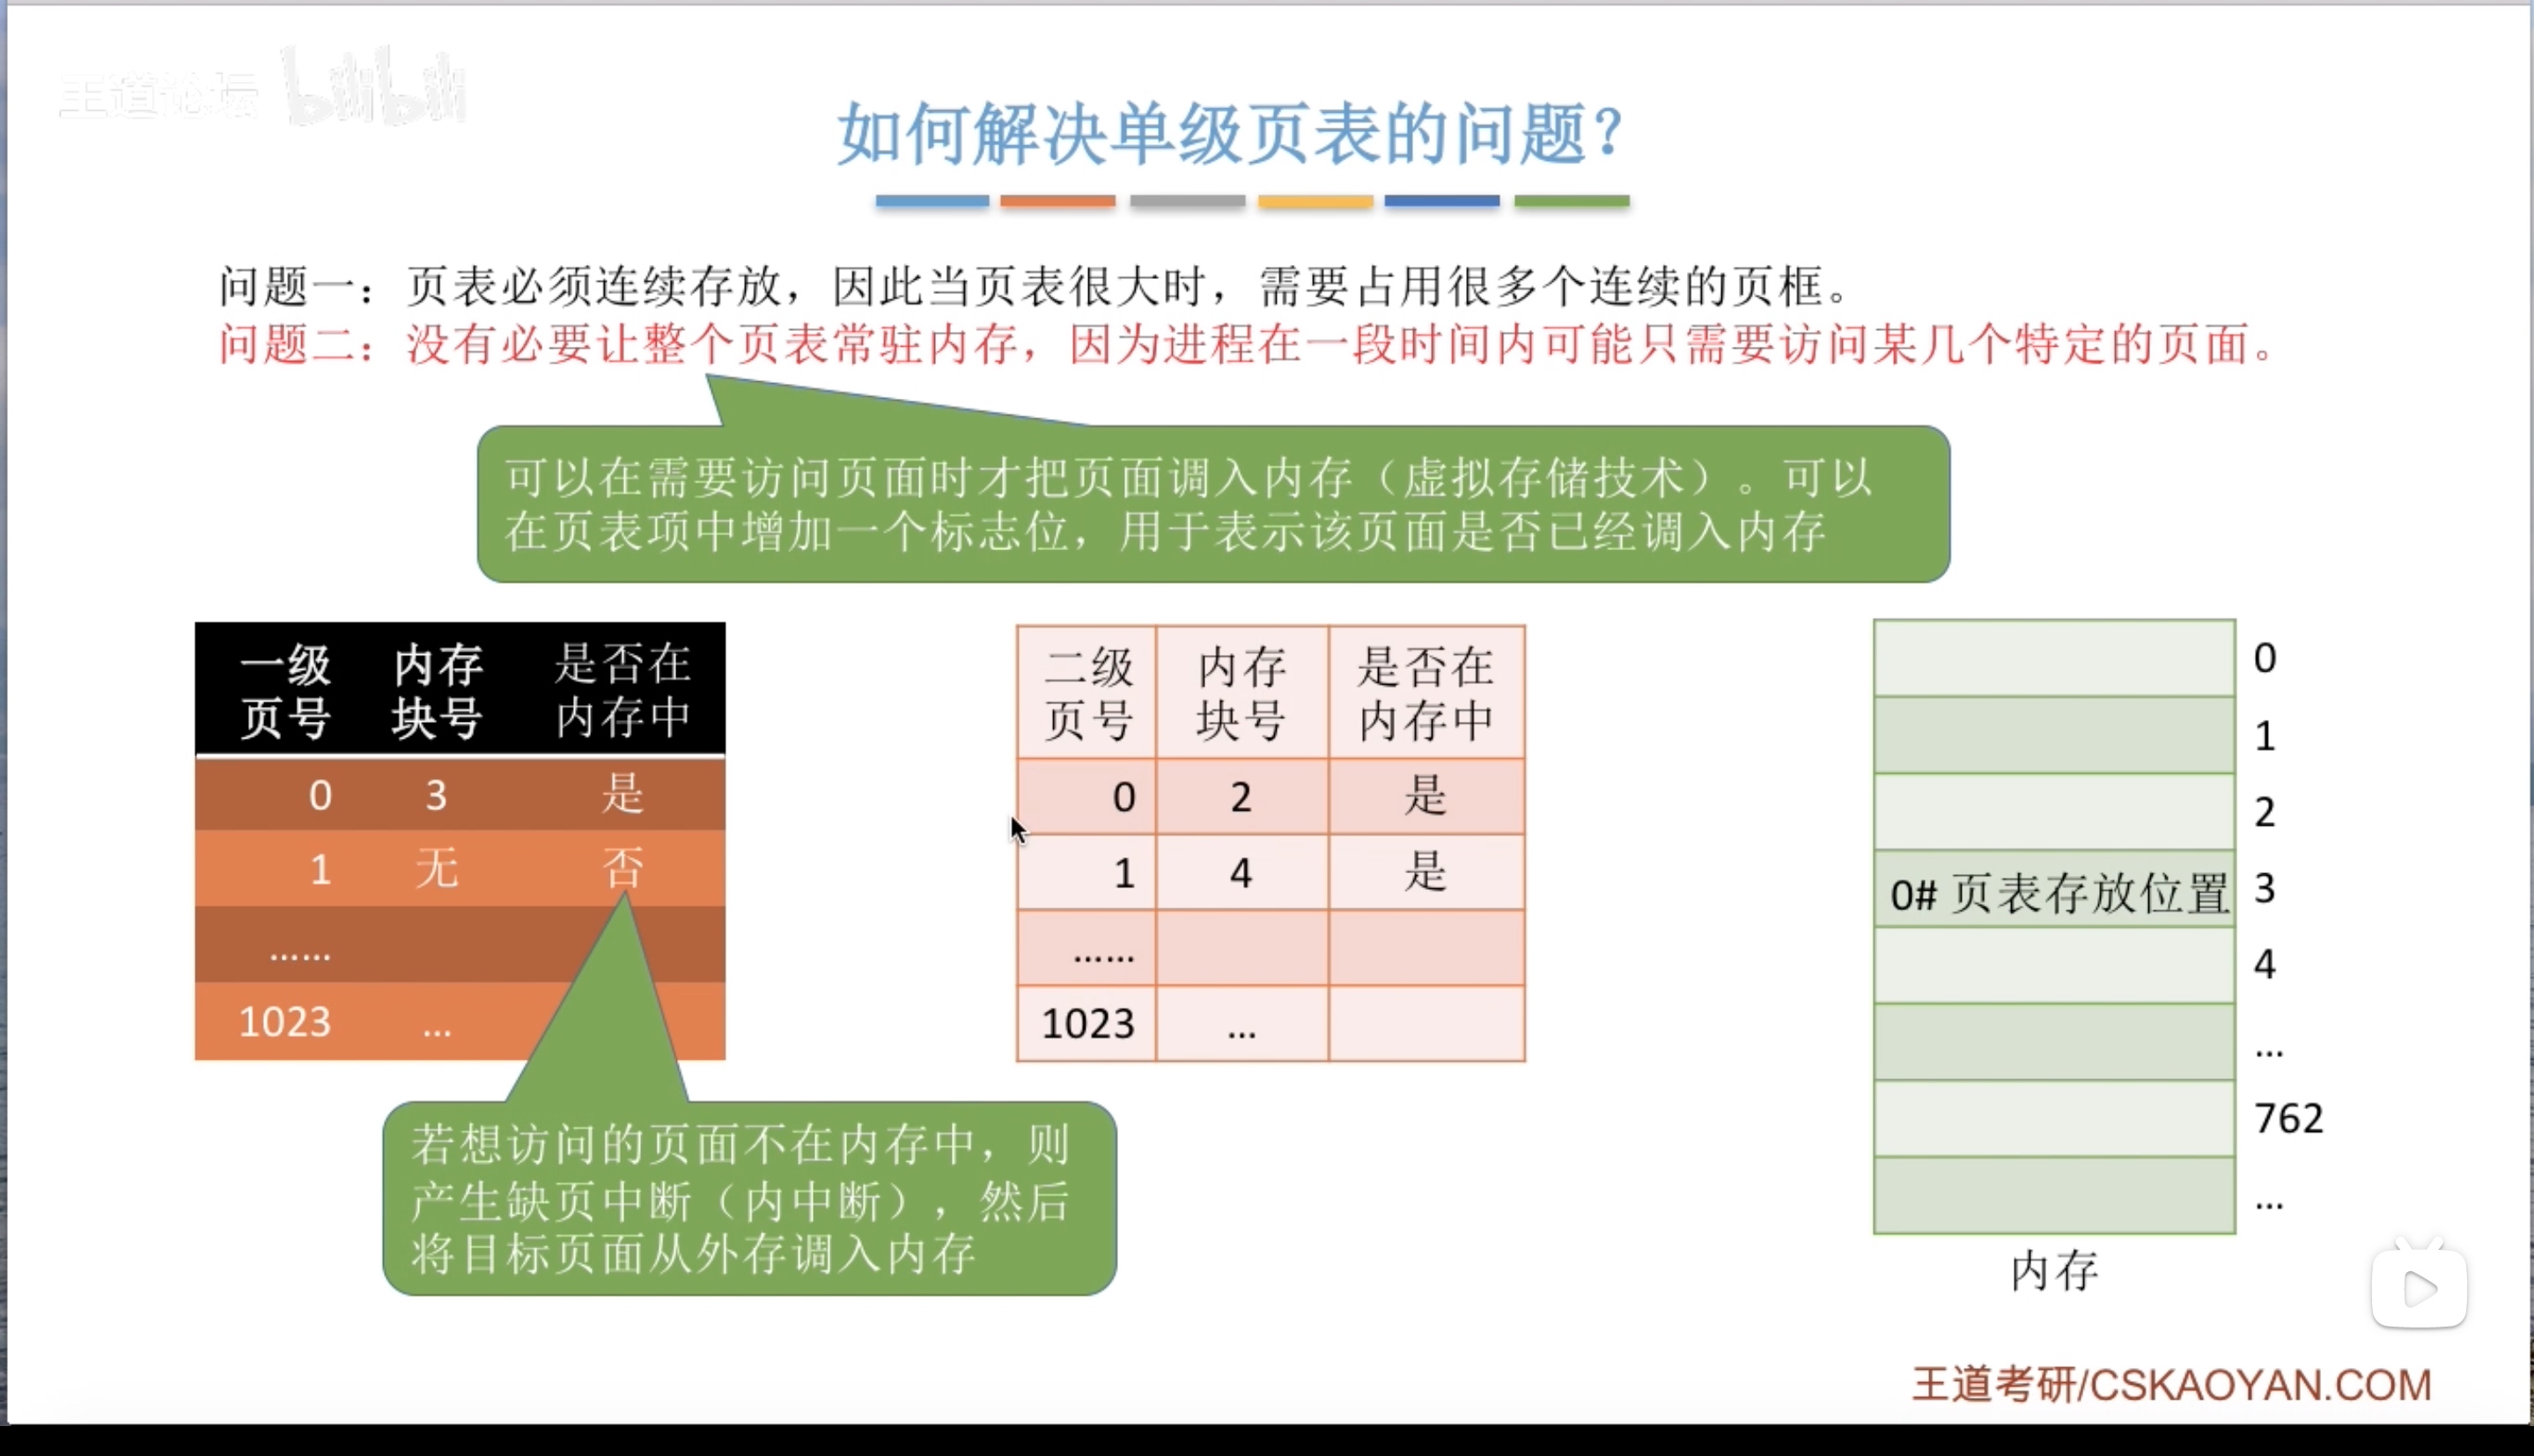 王道论坛 bilibili
如何解决单级页表的问题？
问题一：页表必须连续存放，因此当页表很大时，需要占用很多个连续的页框。
问题二：没有必要让整个页表常驻内存，因为进程在一段时间内可能只需要访问某几个特定的页面。
可以在需要访问页面时才把页面调入内存（虚拟存储技术）。可以
在页表项中增加一个标志位，用于表示该页面是否已经调入内存
一级 内存 是否在
页号 块号 内存中
0 3 是
1 无 否
……
1023 …
二级 内存 是否在
页号 块号 内存中
0 2 是
1 4 是
……
1023 …
0
1
2
0# 页表存放位置 3
4
…
762
…
内存
若想访问的页面不在内存中，则
产生缺页中断（内中断），然后
将目标页面从外存调入内存
王道考研/CSKAOYAN.COM